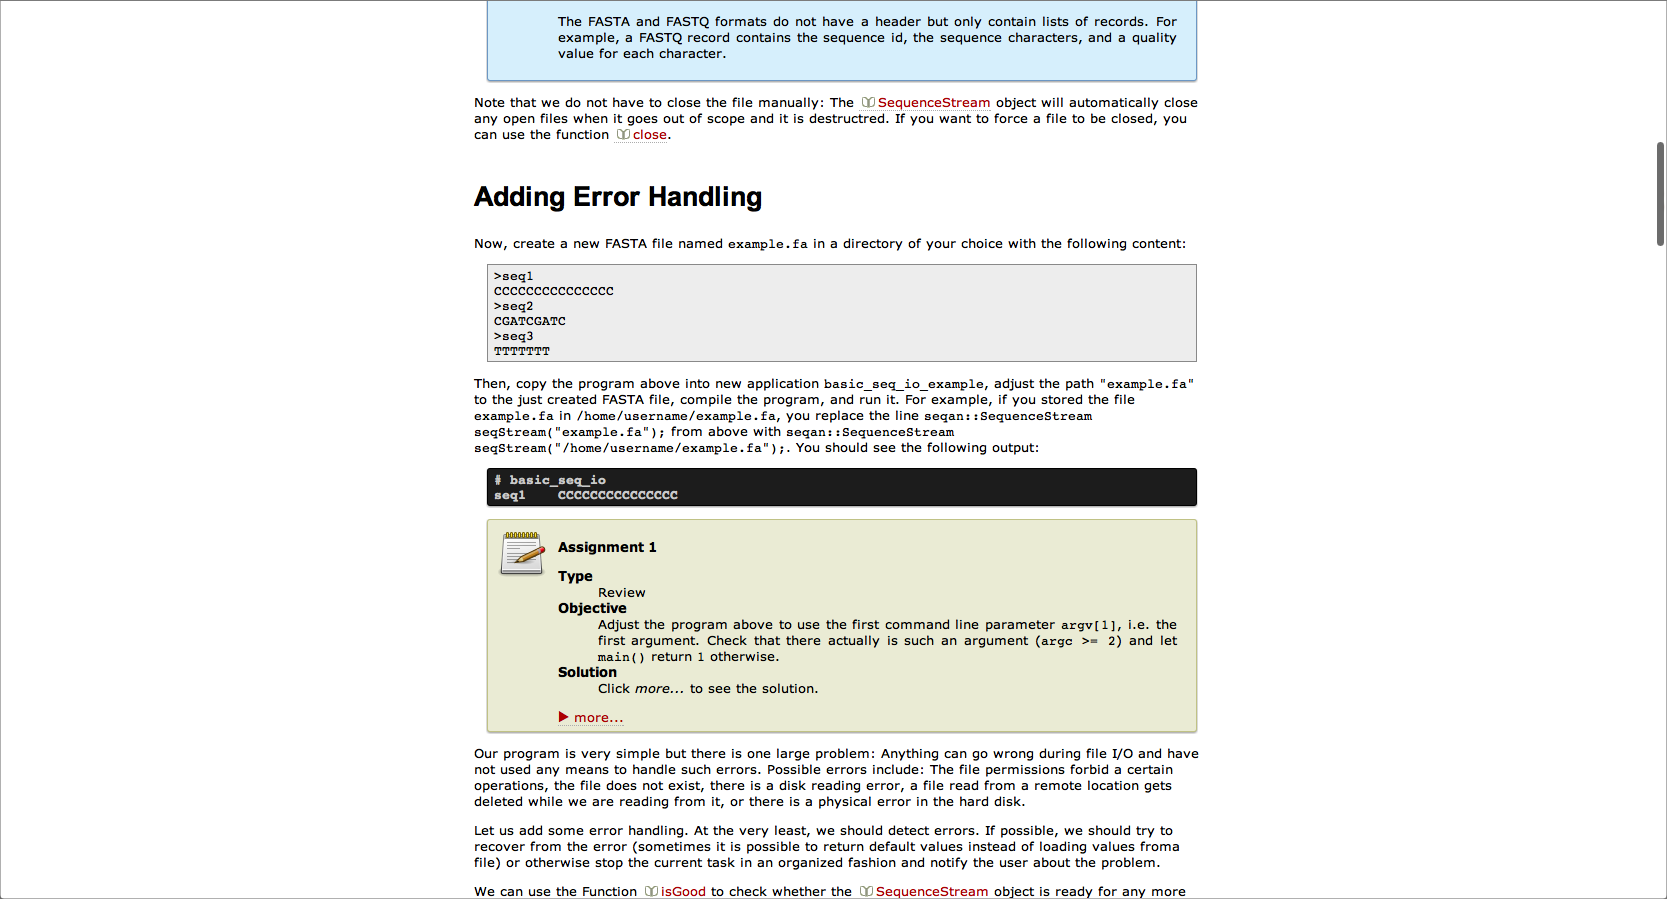 The FASTA and FASTQ formats do not have a header but only contain lists of records. For
example, a FASTQ record contains the sequence id, the sequence characters, and a quality
value for each character.
Note that we do not have to close the file manually: The SequenceStream object will automatically close
any open files when it goes out of scope and it is destructred. If you want to force a file to be closed, you
can use the function close.
Adding Error Handling
Now, create a new FASTA file named example.fa in a directory of your choice with the following content:
>seq1
CCCCCCCCCCCCCCC
>seq2
CGATCGATC
>seq3
TTTTTTT
Then, copy the program above into new application basic_seq_io_example, adjust the path "example.fa"
to the just created FASTA file, compile the program, and run it. For example, if you stored the file
example.fa in /home/username/example.fa, you replace the line seqan::SequenceStream
seqStream("example.fa"); from above with seqan::SequenceStream
seqStream("/home/username/example.fa");. You should see the following output:
# basic_seq_io
seq1    CCCCCCCCCCCCCCC
Assignment 1
Type
Review
Objective
Adjust the program above to use the first command line parameter argv[1], i.e. the
first argument. Check that there actually is such an argument (argc >= 2) and let
main() return 1 otherwise.
Solution
Click more... to see the solution.
more...
Our program is very simple but there is one large problem: Anything can go wrong during file I/O and have
not used any means to handle such errors. Possible errors include: The file permissions forbid a certain
operations, the file does not exist, there is a disk reading error, a file read from a remote location gets
deleted while we are reading from it, or there is a physical error in the hard disk.
Let us add some error handling. At the very least, we should detect errors. If possible, we should try to
recover from the error (sometimes it is possible to return default values instead of loading values froma
file) or otherwise stop the current task in an organized fashion and notify the user about the problem.
We can use the Function isGood to check whether the SequenceStream object is ready for any more